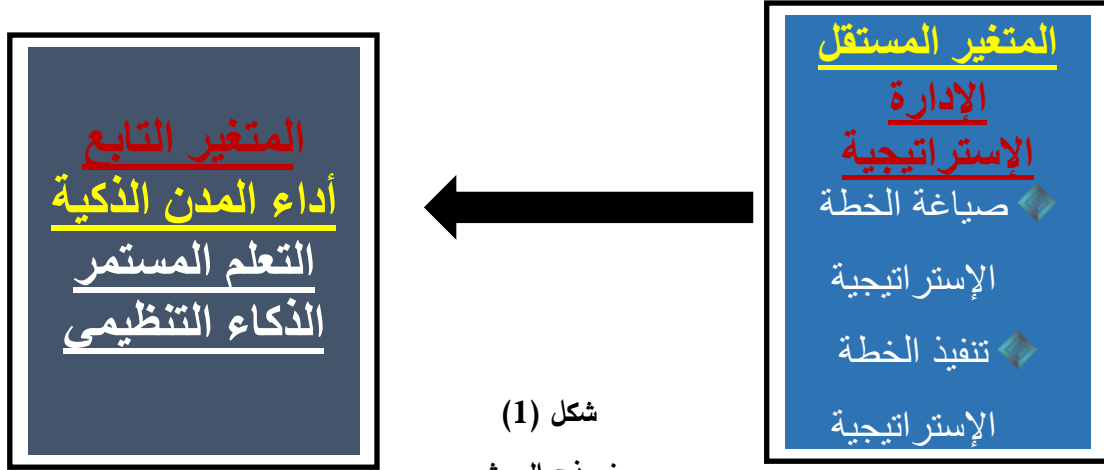 المتغير المستقل
الإدارة
الإستراتيجية
صياغة الخطة
الإستراتيجية
تنفيذ الخطة
الإستراتيجية
المتغير التابع
أداء المدن الذكية
التعلم المستمر
الذكاء التنظيمي
شكل (1)